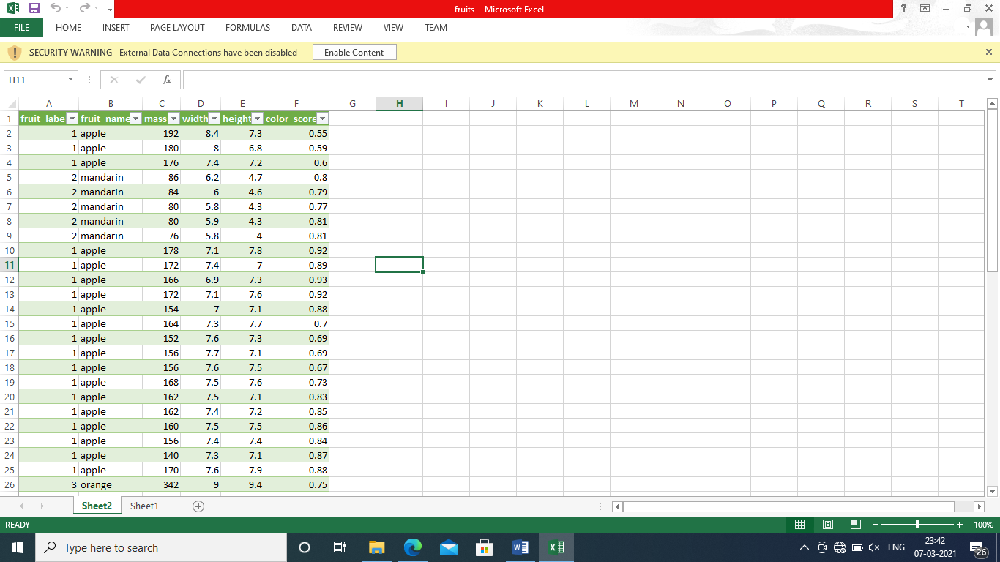 fruits - Microsoft Excel
?
FILE HOME INSERT PAGE LAYOUT FORMULAS DATA REVIEW VIEW TEAM
! SECURITY WARNING External Data Connections have been disabled Enable Content
H11 fx
A B C D E F G H I J K L M N O P Q R S T
1 fruit_labe fruit_name mass width height color_score
2 1 apple 192 8.4 7.3 0.55
3 1 apple 180 8 6.8 0.59
4 1 apple 176 7.4 7.2 0.6
5 2 mandarin 86 6.2 4.7 0.8
6 2 mandarin 84 6 4.6 0.79
7 2 mandarin 80 5.8 4.3 0.77
8 2 mandarin 80 5.9 4.3 0.81
9 2 mandarin 76 5.8 4 0.81
10 1 apple 178 7.1 7.8 0.92
11 1 apple 172 7.4 7 0.89
12 1 apple 166 6.9 7.3 0.93
13 1 apple 172 7.1 7.6 0.92
14 1 apple 154 7 7.1 0.88
15 1 apple 164 7.3 7.7 0.7
16 1 apple 152 7.6 7.3 0.69
17 1 apple 156 7.7 7.1 0.69
18 1 apple 156 7.6 7.5 0.67
19 1 apple 168 7.5 7.6 0.73
20 1 apple 162 7.5 7.1 0.83
21 1 apple 162 7.4 7.2 0.85
22 1 apple 160 7.5 7.5 0.86
23 1 apple 156 7.4 7.4 0.84
24 1 apple 140 7.3 7.1 0.87
25 1 apple 170 7.6 7.9 0.88
26 3 orange 342 9 9.4 0.75
Sheet2 Sheet1
READY 100%
Type here to search ENG 23:42
07-03-2021 26